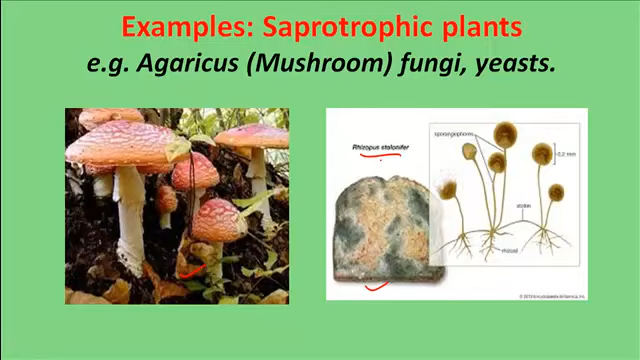 Examples: Saprotrophic plants
e.g. Agaricus (Mushroom) fungi, yeasts.
Rhizopus stolonifer
sporangiophores
0.2 mm
stolon
rhizoid
© 2013 Encyclopædia Britannica, Inc.